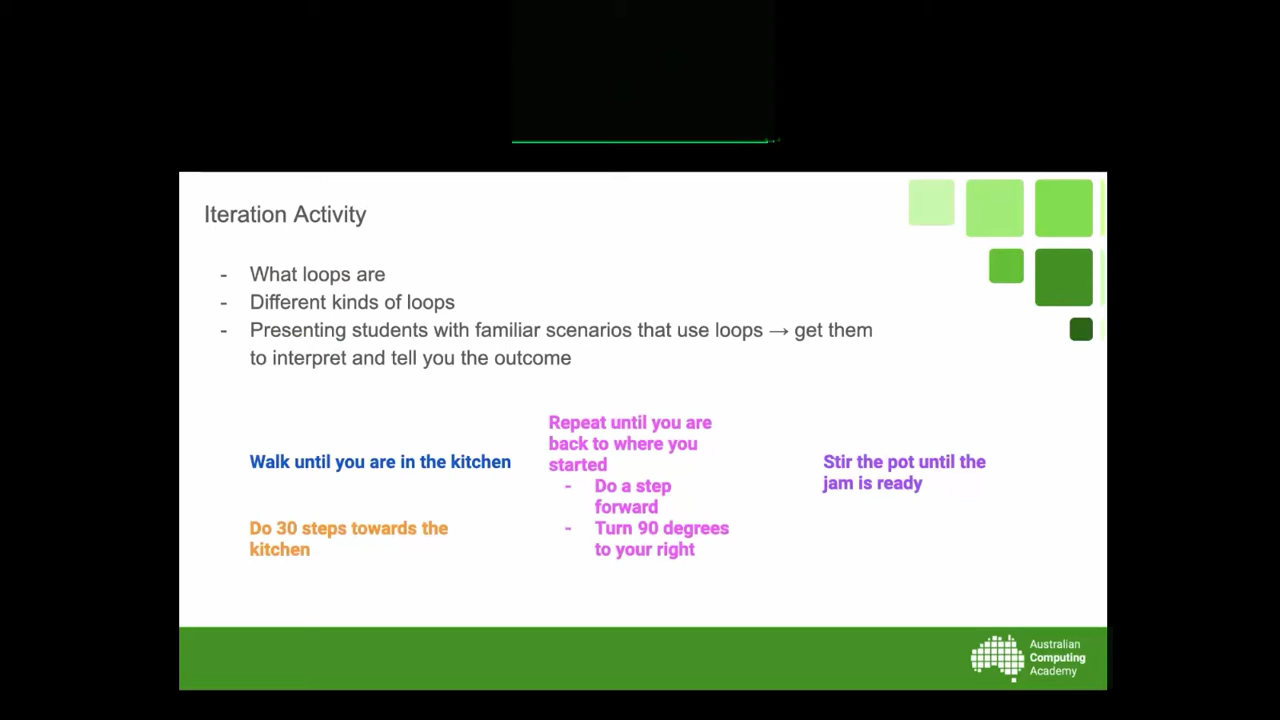 Iteration Activity
- What loops are
- Different kinds of loops
- Presenting students with familiar scenarios that use loops → get them
to interpret and tell you the outcome
Walk until you are in the kitchen
Do 30 steps towards the
kitchen
Repeat until you are
back to where you
started
- Do a step
forward
- Turn 90 degrees
to your right
Stir the pot until the
jam is ready
Australian
Computing
Academy